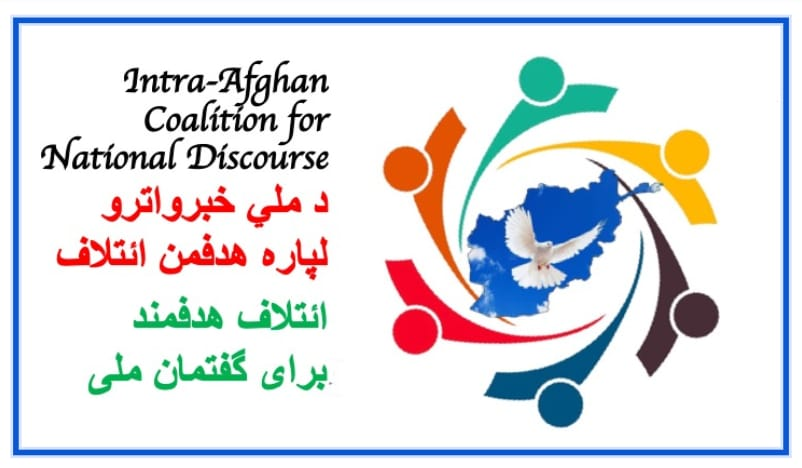 Intra-Afghan
Coalition for
National Discourse
د ملي خبرواترو
لپاره هدفمن ائتلاف
ائتلاف هدفمند
برای گفتمان ملی